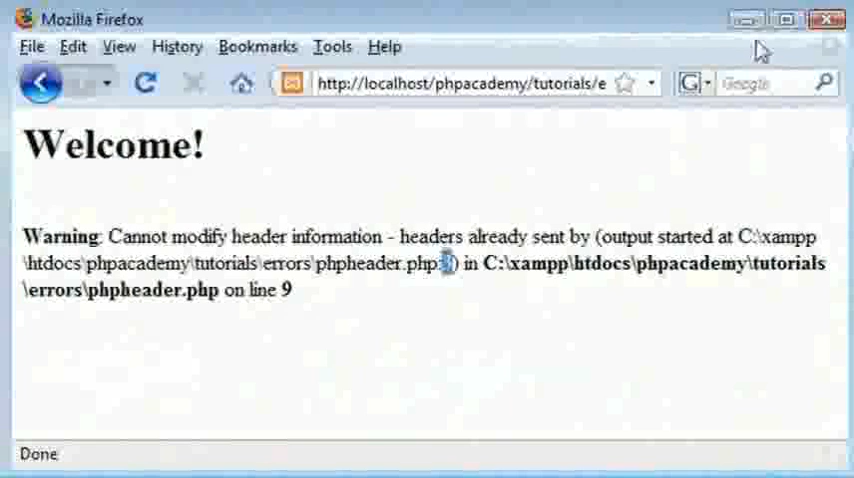 Mozilla Firefox
File Edit View History Bookmarks Tools Help
http://localhost/phpacademy/tutorials/e G Google
Welcome!
Warning: Cannot modify header information - headers already sent by (output started at C:\xampp
\htdocs\phpacademy\tutorials\errors\phpheader.php: ) in C:\xampp\htdocs\phpacademy\tutorials
\errors\phpheader.php on line 9
Done